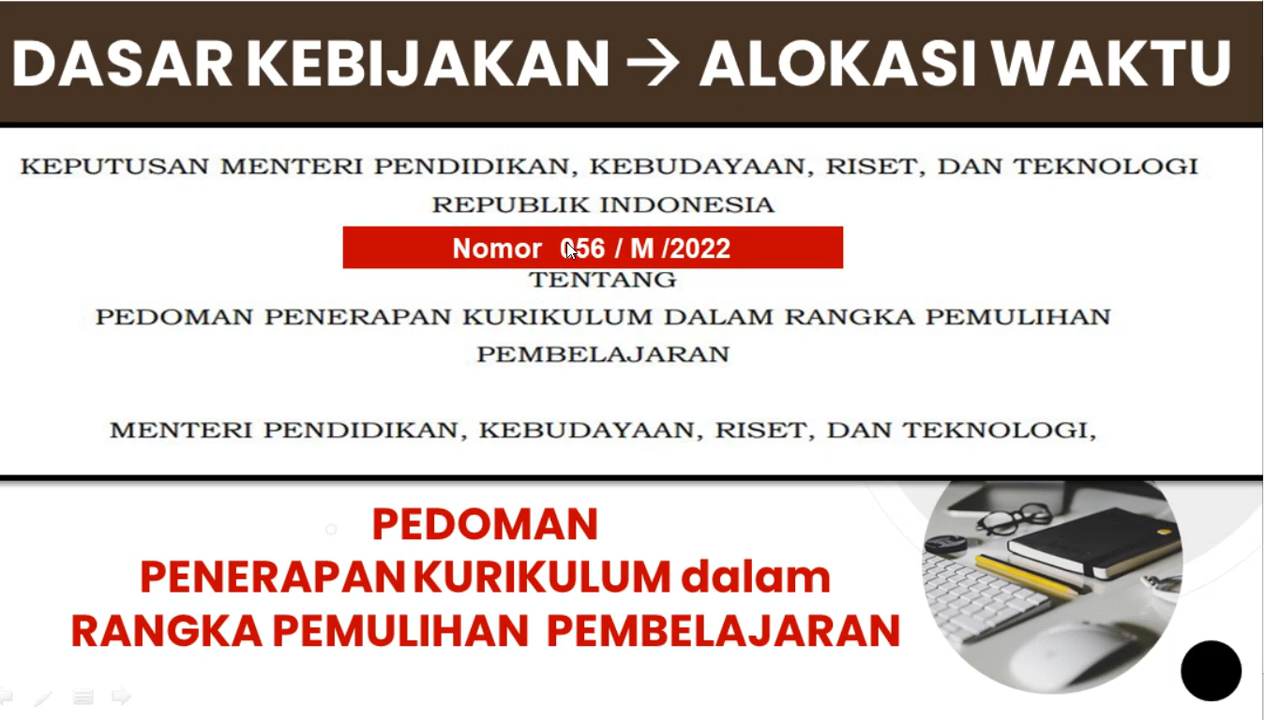 DASAR KEBIJAKAN → ALOKASI WAKTU
KEPUTUSAN MENTERI PENDIDIKAN, KEBUDAYAAN, RISET, DAN TEKNOLOGI
REPUBLIK INDONESIA
Nomor 056 / M /2022
TENTANG
PEDOMAN PENERAPAN KURIKULUM DALAM RANGKA PEMULIHAN
PEMBELAJARAN
MENTERI PENDIDIKAN, KEBUDAYAAN, RISET, DAN TEKNOLOGI,
PEDOMAN
PENERAPAN KURIKULUM dalam
RANGKA PEMULIHAN PEMBELAJARAN